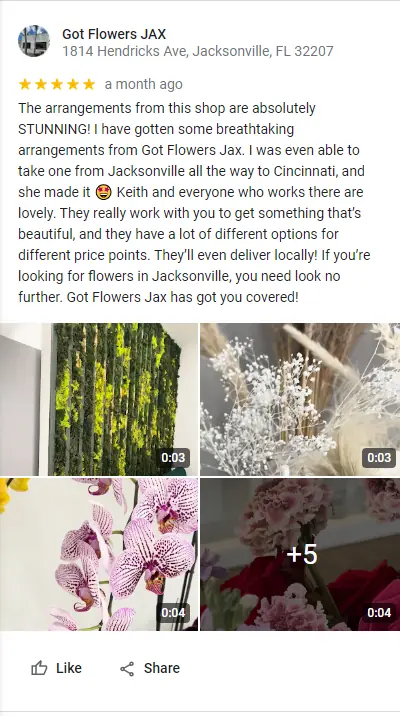 Got Flowers JAX
1814 Hendricks Ave, Jacksonville, FL 32207
a month ago
The arrangements from this shop are absolutely
STUNNING! I have gotten some breathtaking
arrangements from Got Flowers Jax. I was even able to
take one from Jacksonville all the way to Cincinnati, and
she made it 🤩 Keith and everyone who works there are
lovely. They really work with you to get something that’s
beautiful, and they have a lot of different options for
different price points. They’ll even deliver locally! If you’re
looking for flowers in Jacksonville, you need look no
further. Got Flowers Jax has got you covered!
0:03
0:03
0:04
+5
0:04
Like
Share